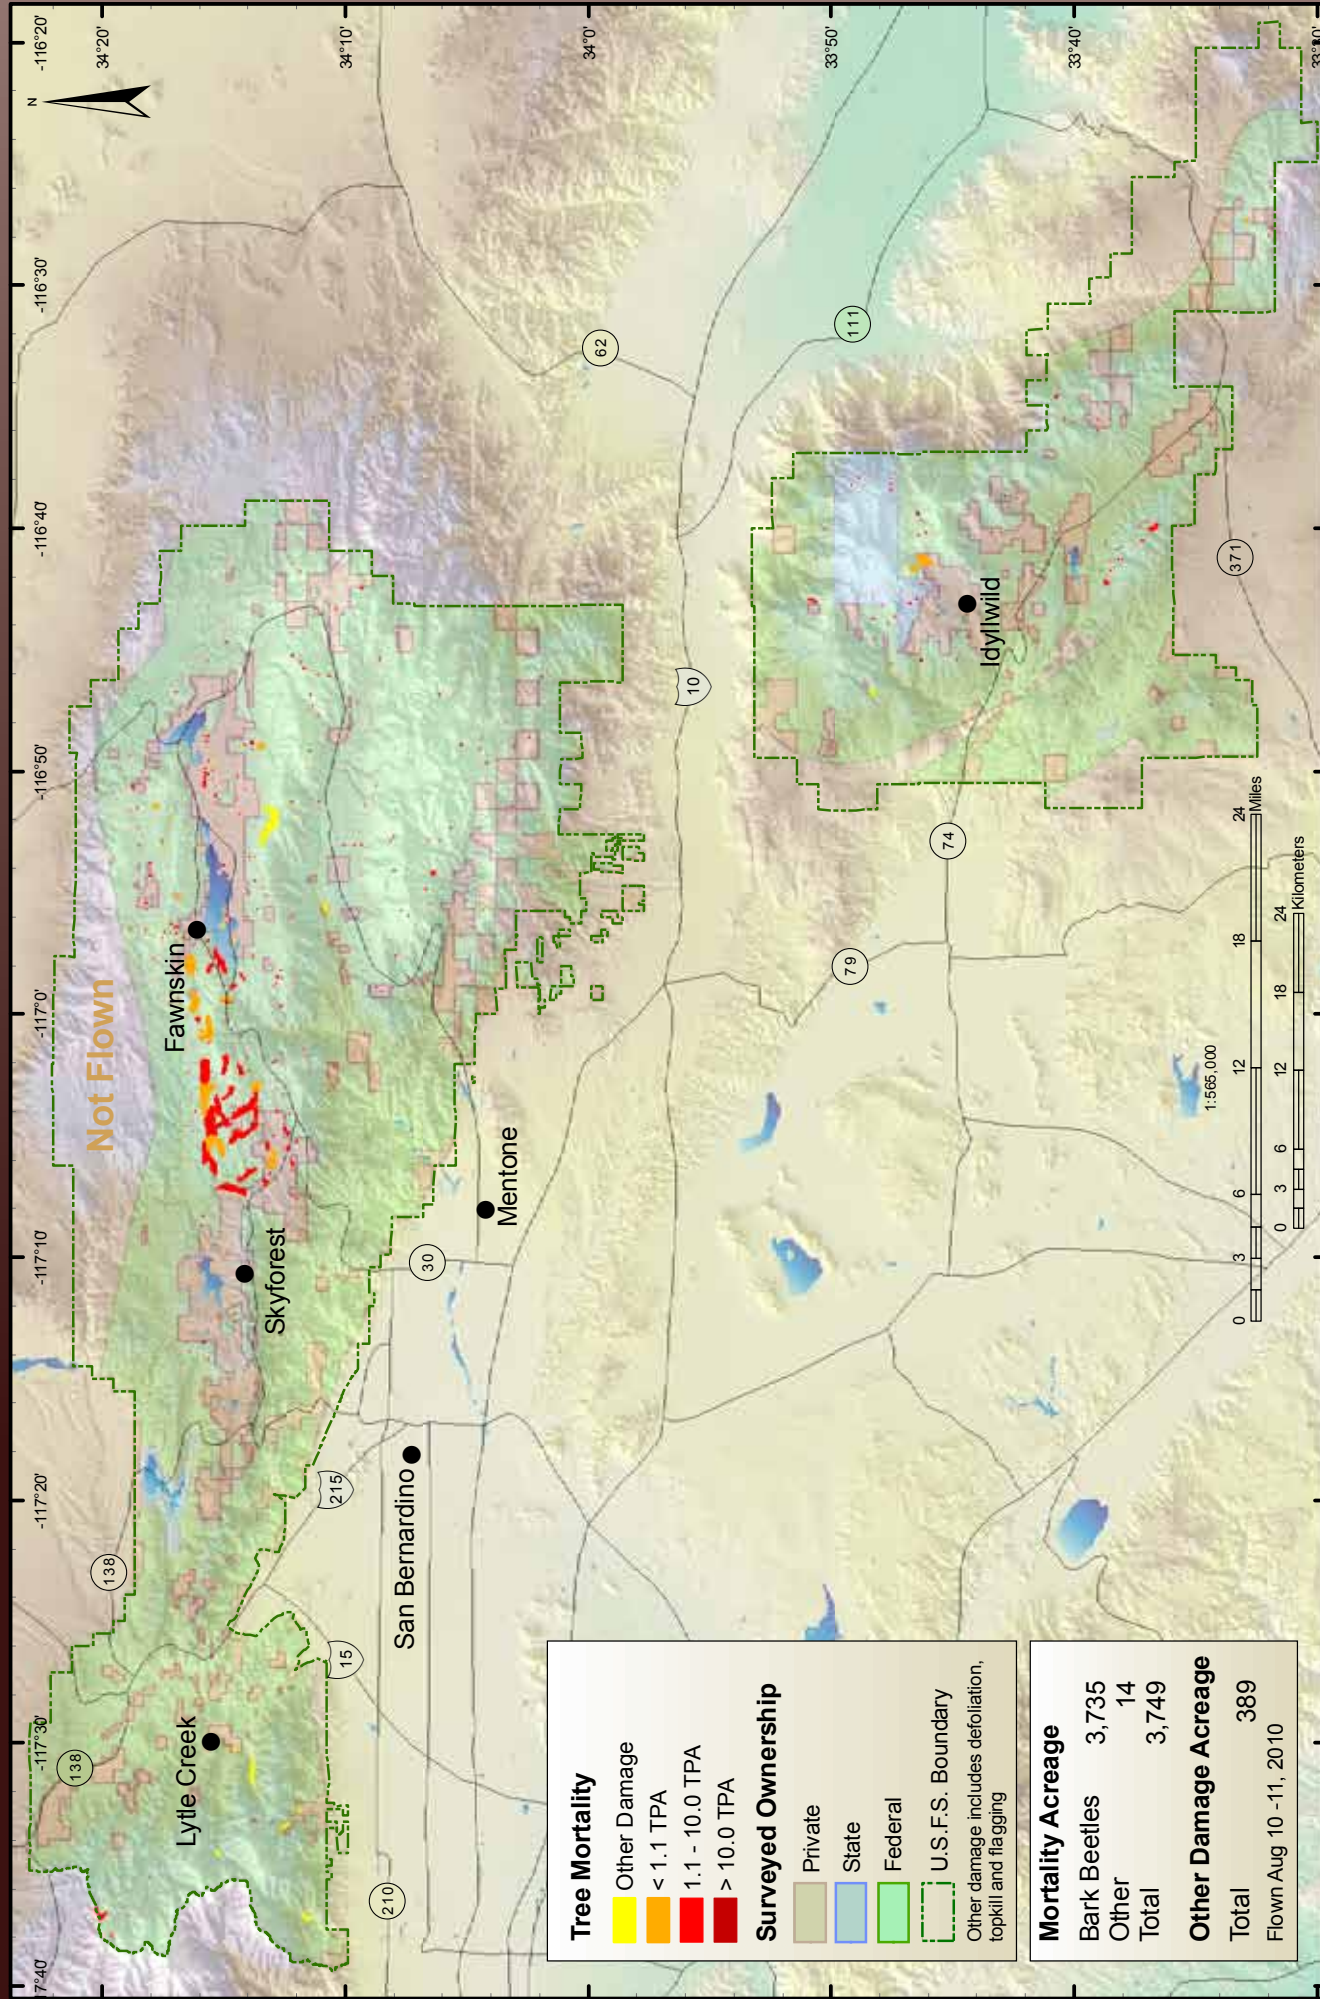 -117°40'
-117°30'
-117°20'
-117°10'
-117°0'
-116°50'
-116°40'
-116°30'
-116°20'
34°20'
34°10'
34°0'
33°50'
33°40'
N
Not Flown
138
138
Lytle Creek
Skyforest
Fawnskin
15
215
210
San Bernardino
30
Mentone
10
62
111
79
74
371
Idyllwild
Tree Mortality
Other Damage
< 1.1 TPA
1.1 - 10.0 TPA
> 10.0 TPA
Surveyed Ownership
Private
State
Federal
U.S.F.S. Boundary
Other damage includes defoliation,
topkill and flagging
Mortality Acreage
Bark Beetles 3,735
Other 14
Total 3,749
Other Damage Acreage
Total 389
Flown Aug 10 -11, 2010
1:565,000
0 3 6 12 18 24
Miles
0 3 6 12 18 24
Kilometers